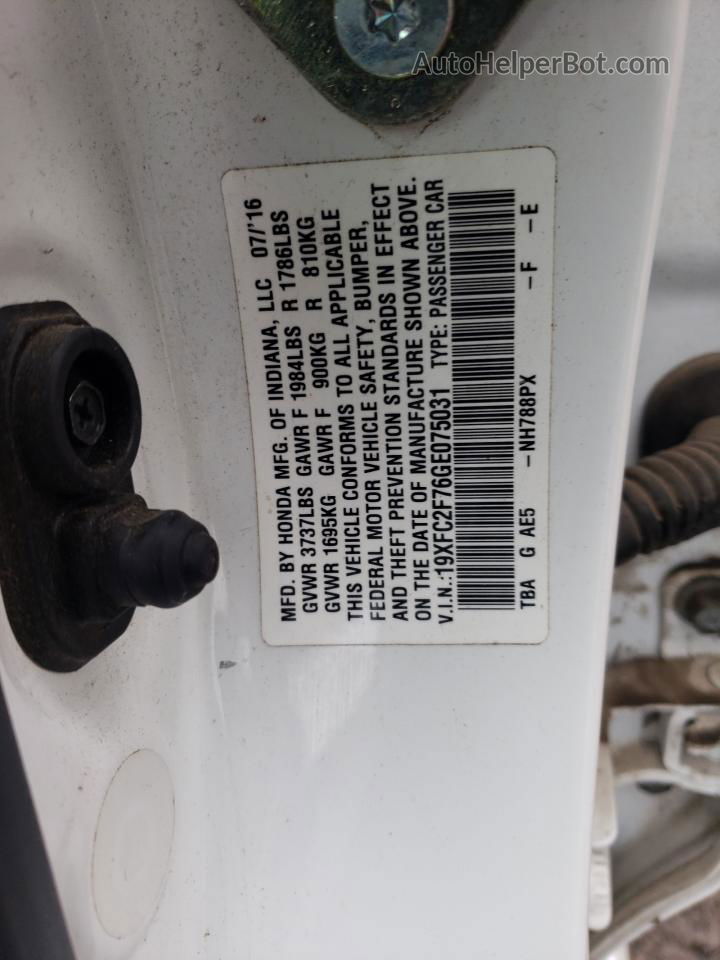 AutoHelperBot.com
MFD. BY HONDA MFG. OF INDIANA, LLC 07/'16
GVWR 3737LBS GAWR F 1984LBS R 1786LBS
GVWR 1695KG GAWR F 900KG R 810KG
THIS VEHICLE CONFORMS TO ALL APPLICABLE
FEDERAL MOTOR VEHICLE SAFETY, BUMPER,
AND THEFT PREVENTION STANDARDS IN EFFECT
ON THE DATE OF MANUFACTURE SHOWN ABOVE.
V.I.N.:19XFC2F76GE075031 TYPE: PASSENGER CAR
TBA G AE5 -NH788PX -F -E